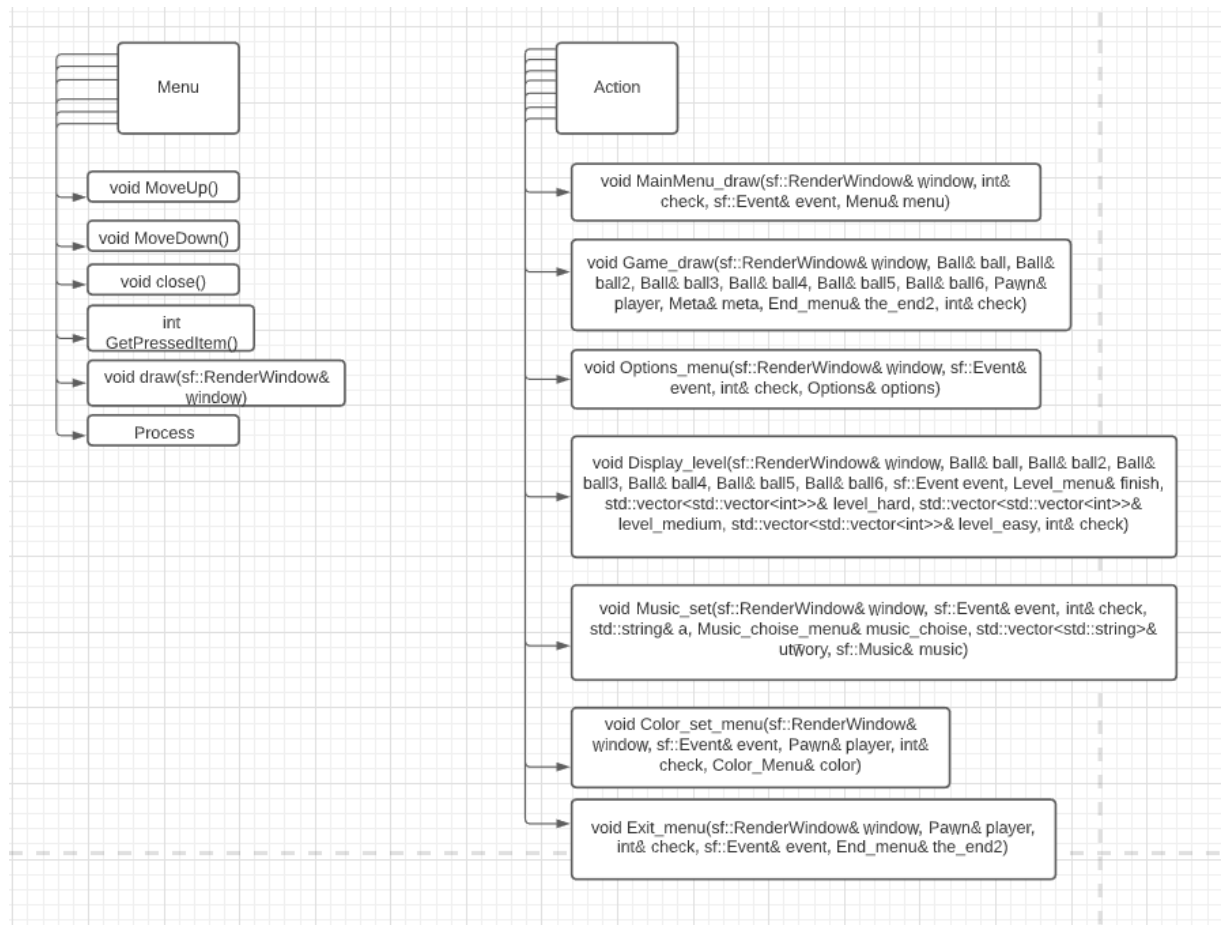 Menu
void MoveUp()
void MoveDown()
void close()
int
GetPressedItem()
void draw(sf::RenderWindow&
window)
Process
Action
void MainMenu_draw(sf::RenderWindow& window, int&
check, sf::Event& event, Menu& menu)
void Game_draw(sf::RenderWindow& window, Ball& ball, Ball&
ball2, Ball& ball3, Ball& ball4, Ball& ball5, Ball& ball6, Pawn&
player, Meta& meta, End_menu& the_end2, int& check)
void Options_menu(sf::RenderWindow& window, sf::Event&
event, int& check, Options& options)
void Display_level(sf::RenderWindow& window, Ball& ball, Ball& ball2, Ball&
ball3, Ball& ball4, Ball& ball5, Ball& ball6, sf::Event event, Level_menu& finish,
std::vector<std::vector<int>>& level_hard, std::vector<std::vector<int>>&
level_medium, std::vector<std::vector<int>>& level_easy, int& check)
void Music_set(sf::RenderWindow& window, sf::Event& event, int& check,
std::string& a, Music_choise_menu& music_choise, std::vector<std::string>&
utwory, sf::Music& music)
void Color_set_menu(sf::RenderWindow&
window, sf::Event& event, Pawn& player, int&
check, Color_Menu& color)
void Exit_menu(sf::RenderWindow& window, Pawn& player,
int& check, sf::Event& event, End_menu& the_end2)